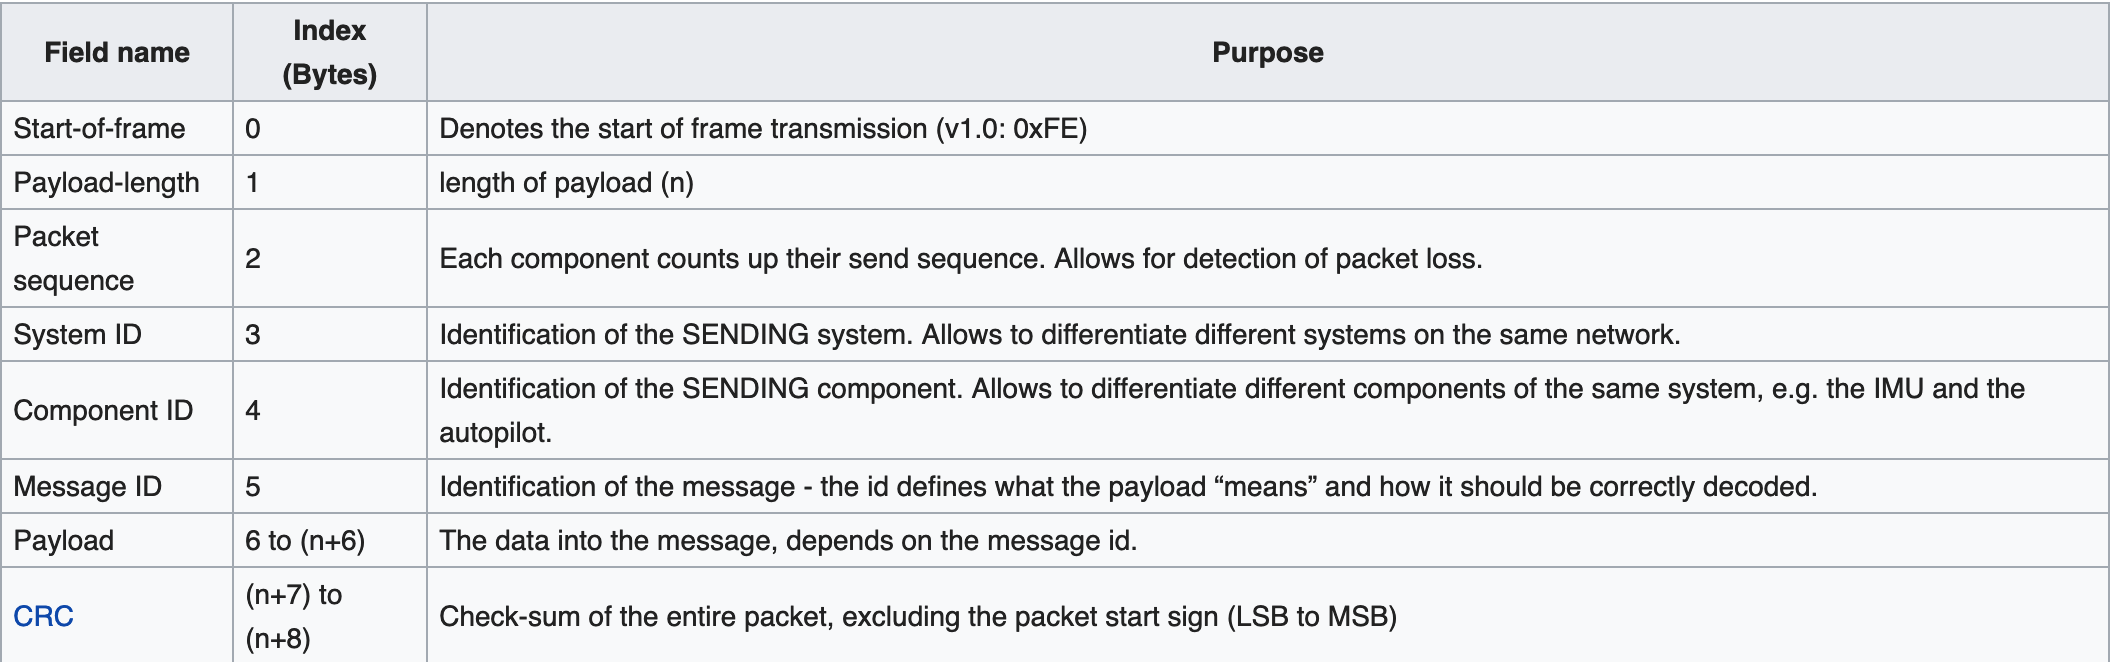 Field name
Index
(Bytes)
Purpose
Start-of-frame
0
Denotes the start of frame transmission (v1.0: 0xFE)
Payload-length
1
length of payload (n)
Packet
sequence
2
Each component counts up their send sequence. Allows for detection of packet loss.
System ID
3
Identification of the SENDING system. Allows to differentiate different systems on the same network.
Component ID
4
Identification of the SENDING component. Allows to differentiate different components of the same system, e.g. the IMU and the
autopilot.
Message ID
5
Identification of the message - the id defines what the payload “means” and how it should be correctly decoded.
Payload
6 to (n+6)
The data into the message, depends on the message id.
CRC
(n+7) to
(n+8)
Check-sum of the entire packet, excluding the packet start sign (LSB to MSB)